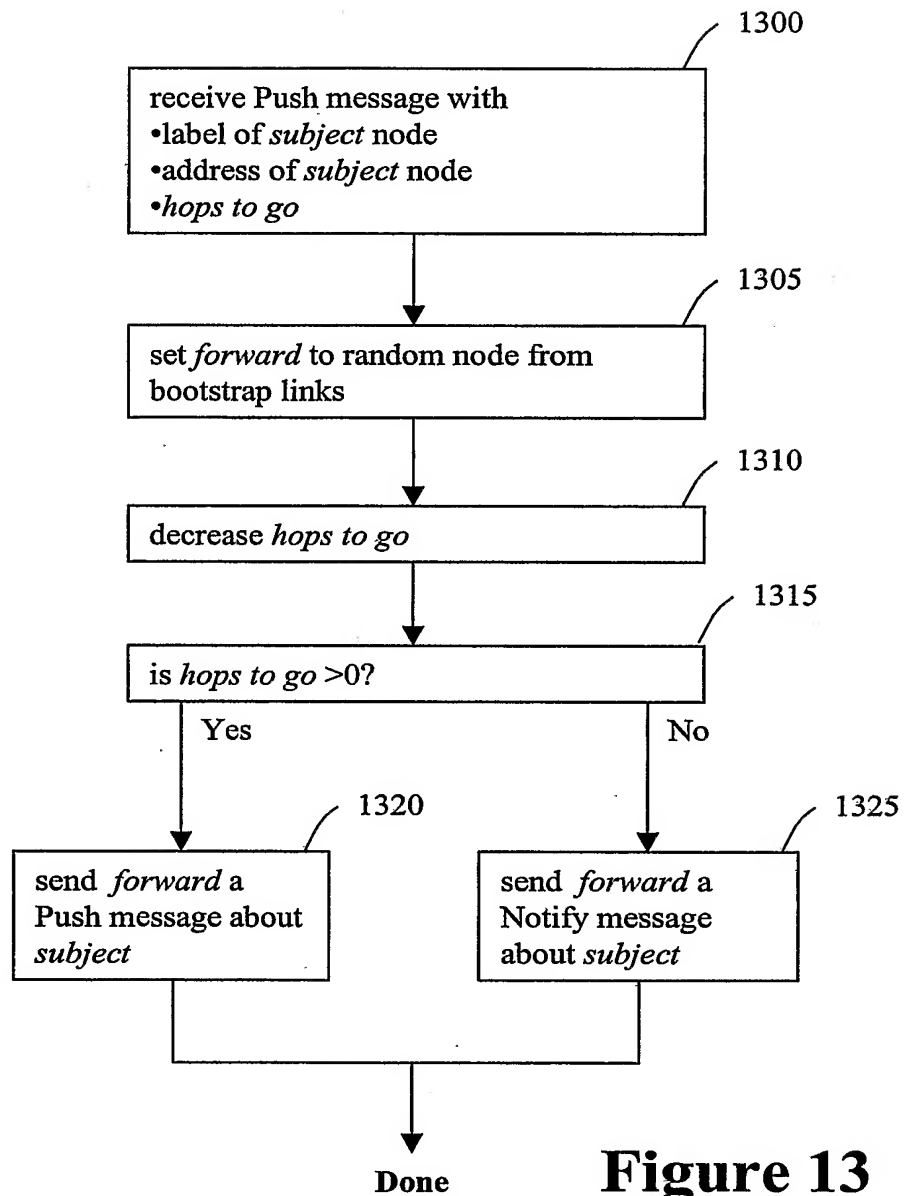 1300
receive Push message with
•label of subject node
•address of subject node
•hops to go
1305
set forward to random node from
bootstrap links
1310
decrease hops to go
1315
is hops to go >0?
Yes
No
1320
send forward a
Push message about
subject
1325
send forward a
Notify message
about subject
Done
Figure 13